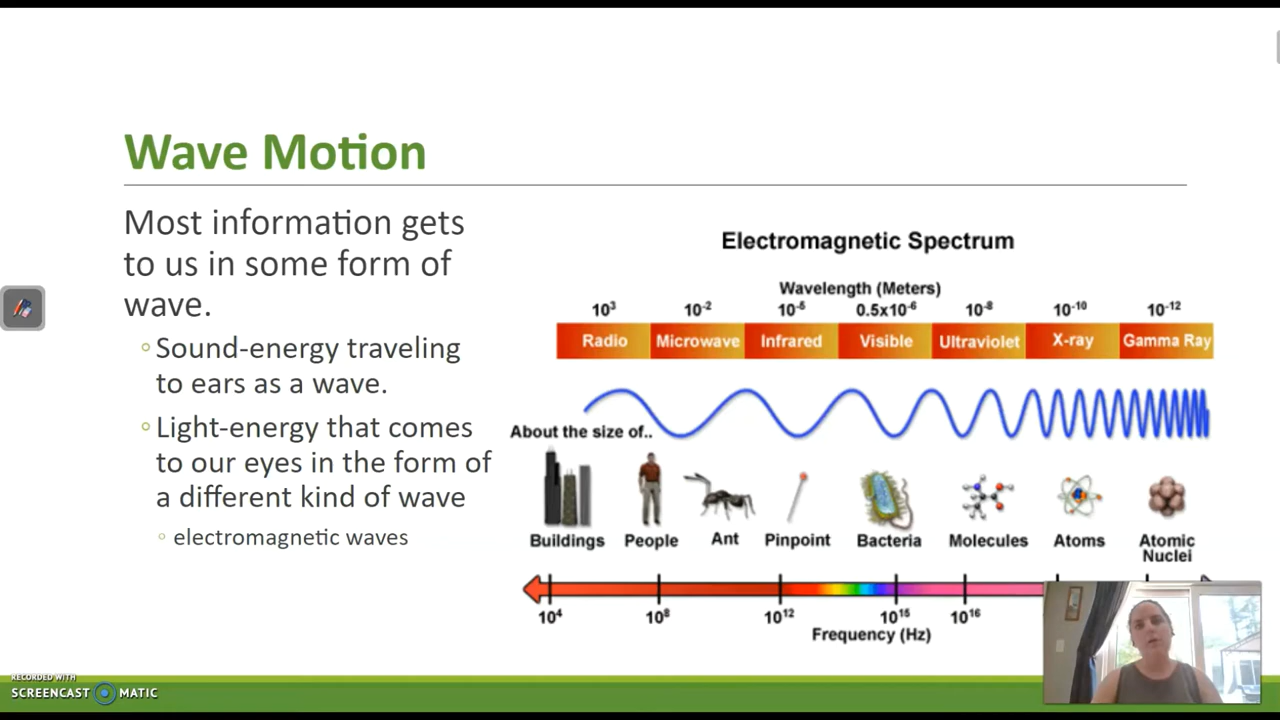 Wave Motion
Most information gets
to us in some form of
wave.
Sound-energy traveling
to ears as a wave.
Light-energy that comes
to our eyes in the form of
a different kind of wave
electromagnetic waves
Electromagnetic Spectrum
Wavelength (Meters)
10³ 10⁻² 10⁻⁵ 0.5x10⁻⁶ 10⁻⁸ 10⁻¹⁰ 10⁻¹²
Radio Microwave Infrared Visible Ultraviolet X-ray Gamma Ray
About the size of..
Buildings People Ant Pinpoint Bacteria Molecules Atoms Atomic
Nuclei
10⁴ 10⁸ 10¹² 10¹⁵ 10¹⁶
Frequency (Hz)
RECORDED WITH
SCREENCAST MATIC